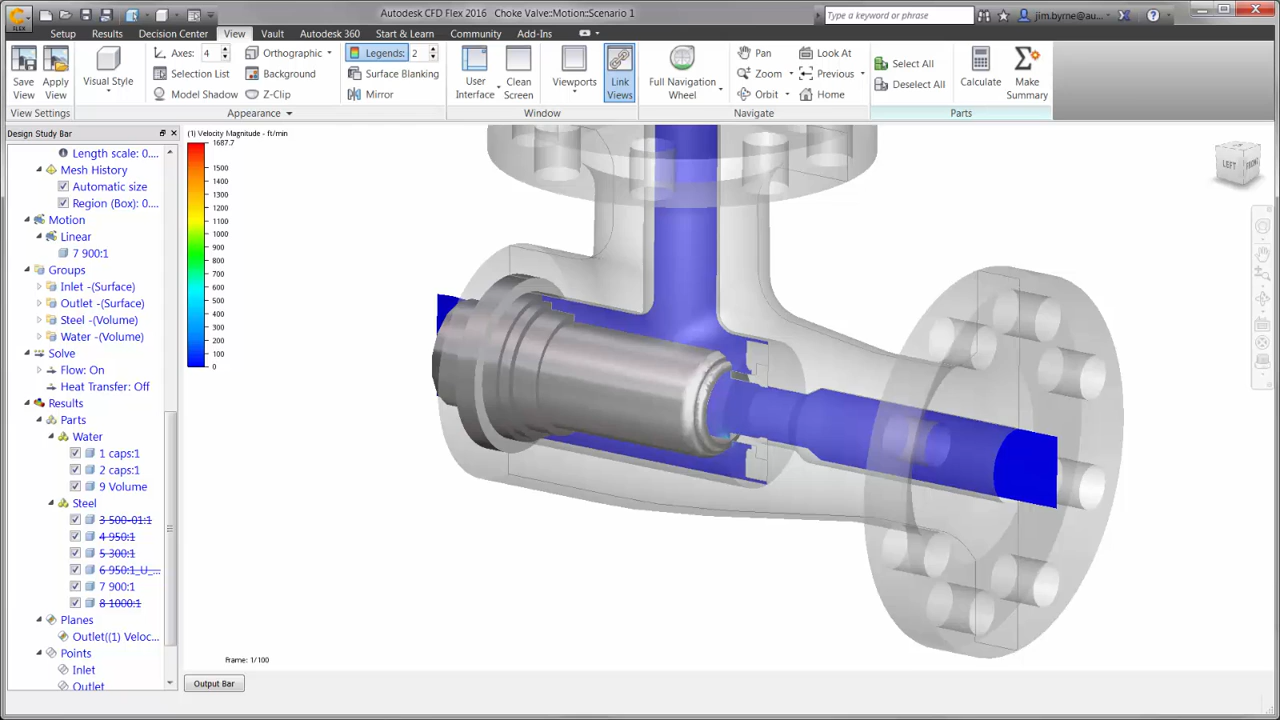 Autodesk CFD Flex 2016   Choke Valve::Motion::Scenario 1
Type a keyword or phrase
jim.byrne@au...
FLEX
Setup Results Decision Center View Vault Autodesk 360 Start & Learn Community Add-Ins
Save View
Apply View
View Settings
Visual Style
Axes: 4
Selection List
Model Shadow
Orthographic
Background
Z-Clip
Legends: 2
Surface Blanking
Mirror
Appearance
User Interface
Clean Screen
Viewports
Link Views
Window
Full Navigation Wheel
Pan
Zoom
Orbit
Look At
Previous
Home
Navigate
Select All
Deselect All
Calculate
Make Summary
Parts
Design Study Bar
Length scale: 0....
Mesh History
Automatic size
Region (Box): 0....
Motion
Linear
7 900:1
Groups
Inlet -(Surface)
Outlet -(Surface)
Steel -(Volume)
Water -(Volume)
Solve
Flow: On
Heat Transfer: Off
Results
Parts
Water
1 caps:1
2 caps:1
9 Volume
Steel
3 500-01:1
4 950:1
5 300:1
6 950:1_U_...
7 900:1
8 1000:1
Planes
Outlet((1) Veloc...
Points
Inlet
Outlet
(1) Velocity Magnitude - ft/min
1687.7
1500
1400
1300
1200
1100
1000
900
800
700
600
500
400
300
200
100
0
LEFT FRONT
Frame: 1/100
Output Bar